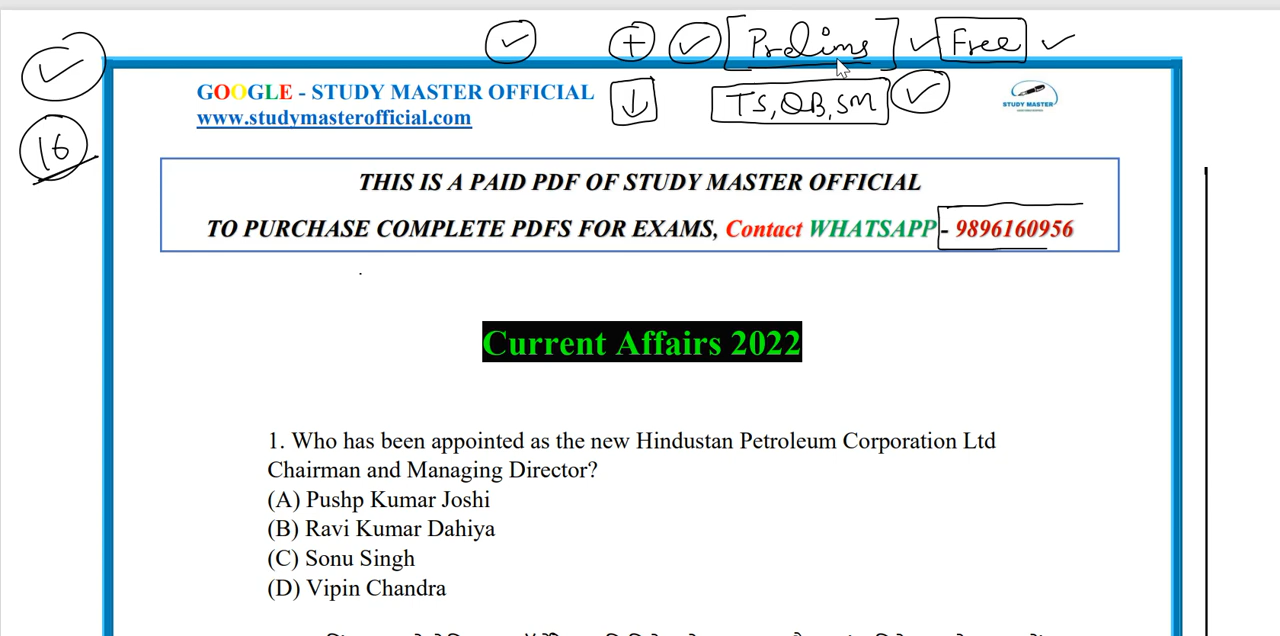 [Prelims] Free
GOOGLE - STUDY MASTER OFFICIAL
TS, QB, SM
STUDY MASTER
www.studymasterofficial.com
16
THIS IS A PAID PDF OF STUDY MASTER OFFICIAL
TO PURCHASE COMPLETE PDFS FOR EXAMS, Contact WHATSAPP - 9896160956
Current Affairs 2022
1. Who has been appointed as the new Hindustan Petroleum Corporation Ltd
Chairman and Managing Director?
(A) Pushp Kumar Joshi
(B) Ravi Kumar Dahiya
(C) Sonu Singh
(D) Vipin Chandra